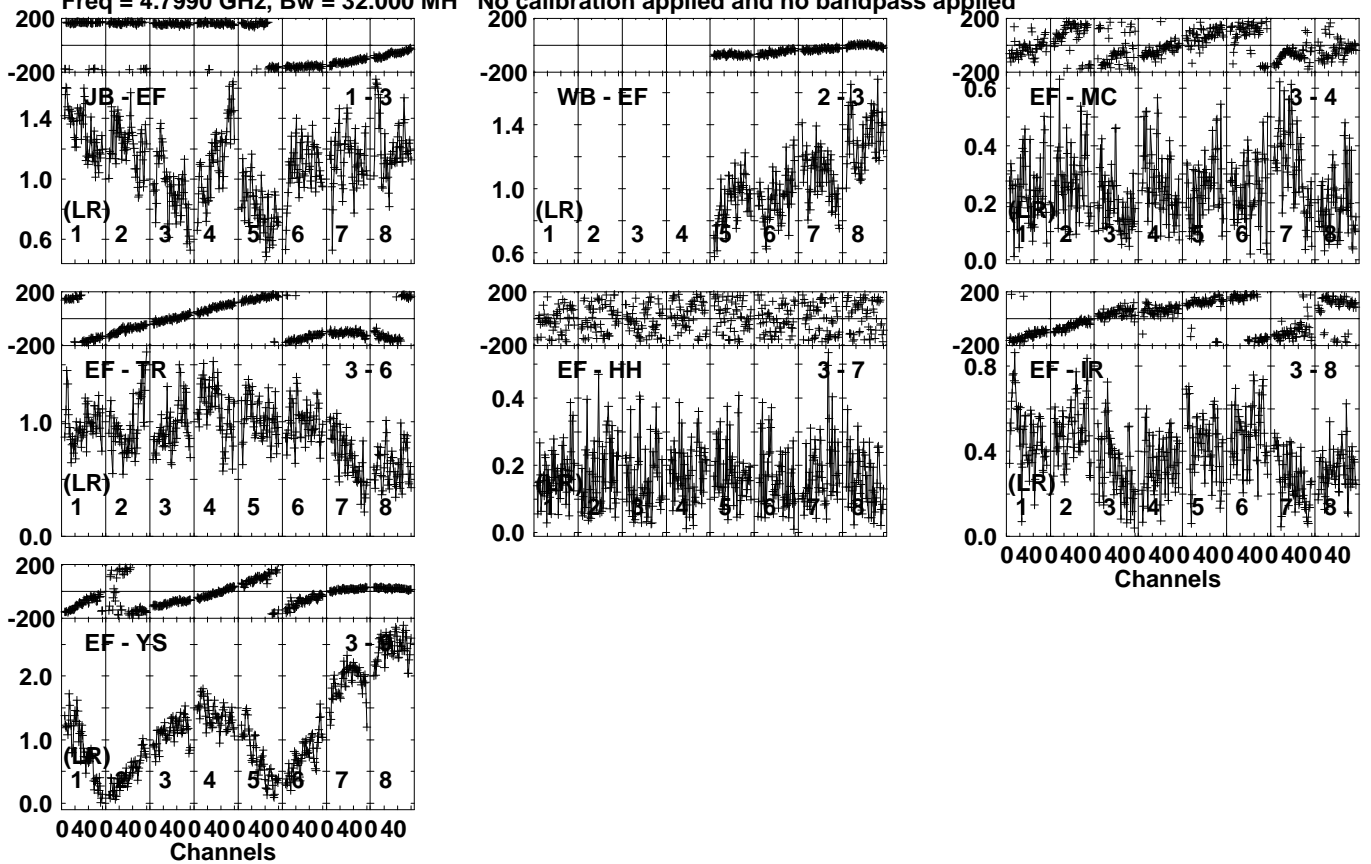 Freq = 4.7990 GHz, Bw = 32.000 MH No calibration applied and no bandpass applied
200
-200
JB - EF 1 - 3
1.4
1.0
0.6
(LR)
1 2 3 4 5 6 7 8
200
-200
WB - EF 2 - 3
1.4
1.0
0.6
(LR)
1 2 3 4 5 6 7 8
200
-200
EF - MC 3 - 4
0.6
0.4
0.2
0.0
(LR)
1 2 3 4 5 6 7 8
200
-200
EF - TR 3 - 6
1.0
0.0
(LR)
1 2 3 4 5 6 7 8
200
-200
EF - HH 3 - 7
0.4
0.2
0.0
(LR)
1 2 3 4 5 6 7 8
200
-200
EF - IR 3 - 8
0.8
0.4
0.0
(LR)
1 2 3 4 5 6 7 8
0 40 0 40 0 40 0 40 0 40 0 40 0 40 0 40
Channels
200
-200
EF - YS 3 - 9
2.0
1.0
0.0
(LR)
1 2 3 4 5 6 7 8
0 40 0 40 0 40 0 40 0 40 0 40 0 40 0 40
Channels